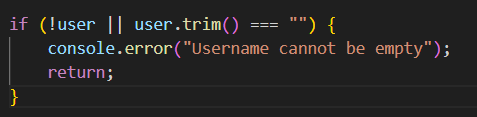 if (!user || user.trim() === "") {
    console.error("Username cannot be empty");
    return;
}